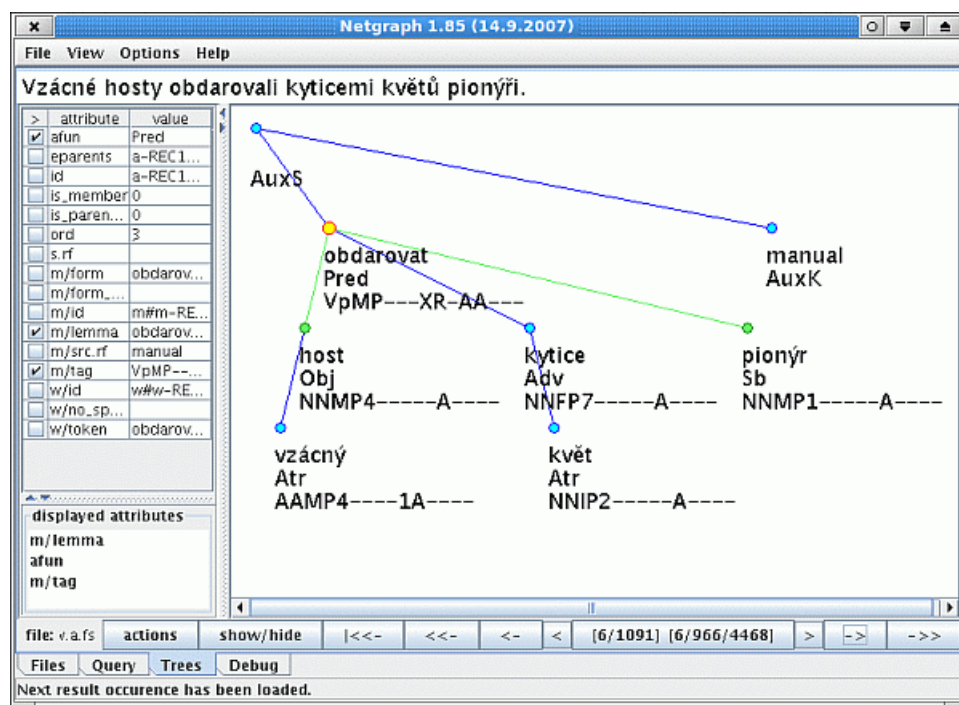 Netgraph 1.85 (14.9.2007)
File View Options Help
Vzácné hosty obdarovali kyticemi květů pionýři.
> attribute value
afun Pred
eparents a-REC1...
id a-REC1...
is_member 0
is_paren... 0
ord 3
s.rf
m/form obdarov...
m/form_...
m/id m#m-RE...
m/lemma obdarov...
m/src.rf manual
m/tag VpMP--...
w/id w#w-RE...
w/no_sp...
w/token obdarov...
displayed attributes
m/lemma
afun
m/tag
AuxS
obdarovat
Pred
VpMP---XR-AA---
manual
AuxK
host
Obj
NNMP4-----A----
kytice
Adv
NNFP7-----A----
pionýr
Sb
NNMP1-----A----
vzácný
Atr
AAMP4----1A----
květ
Atr
NNIP2-----A----
file: v.a.fs actions show/hide |<<- <<- <- < [6/1091] [6/966/4468] > -> ->>
Files Query Trees Debug
Next result occurence has been loaded.